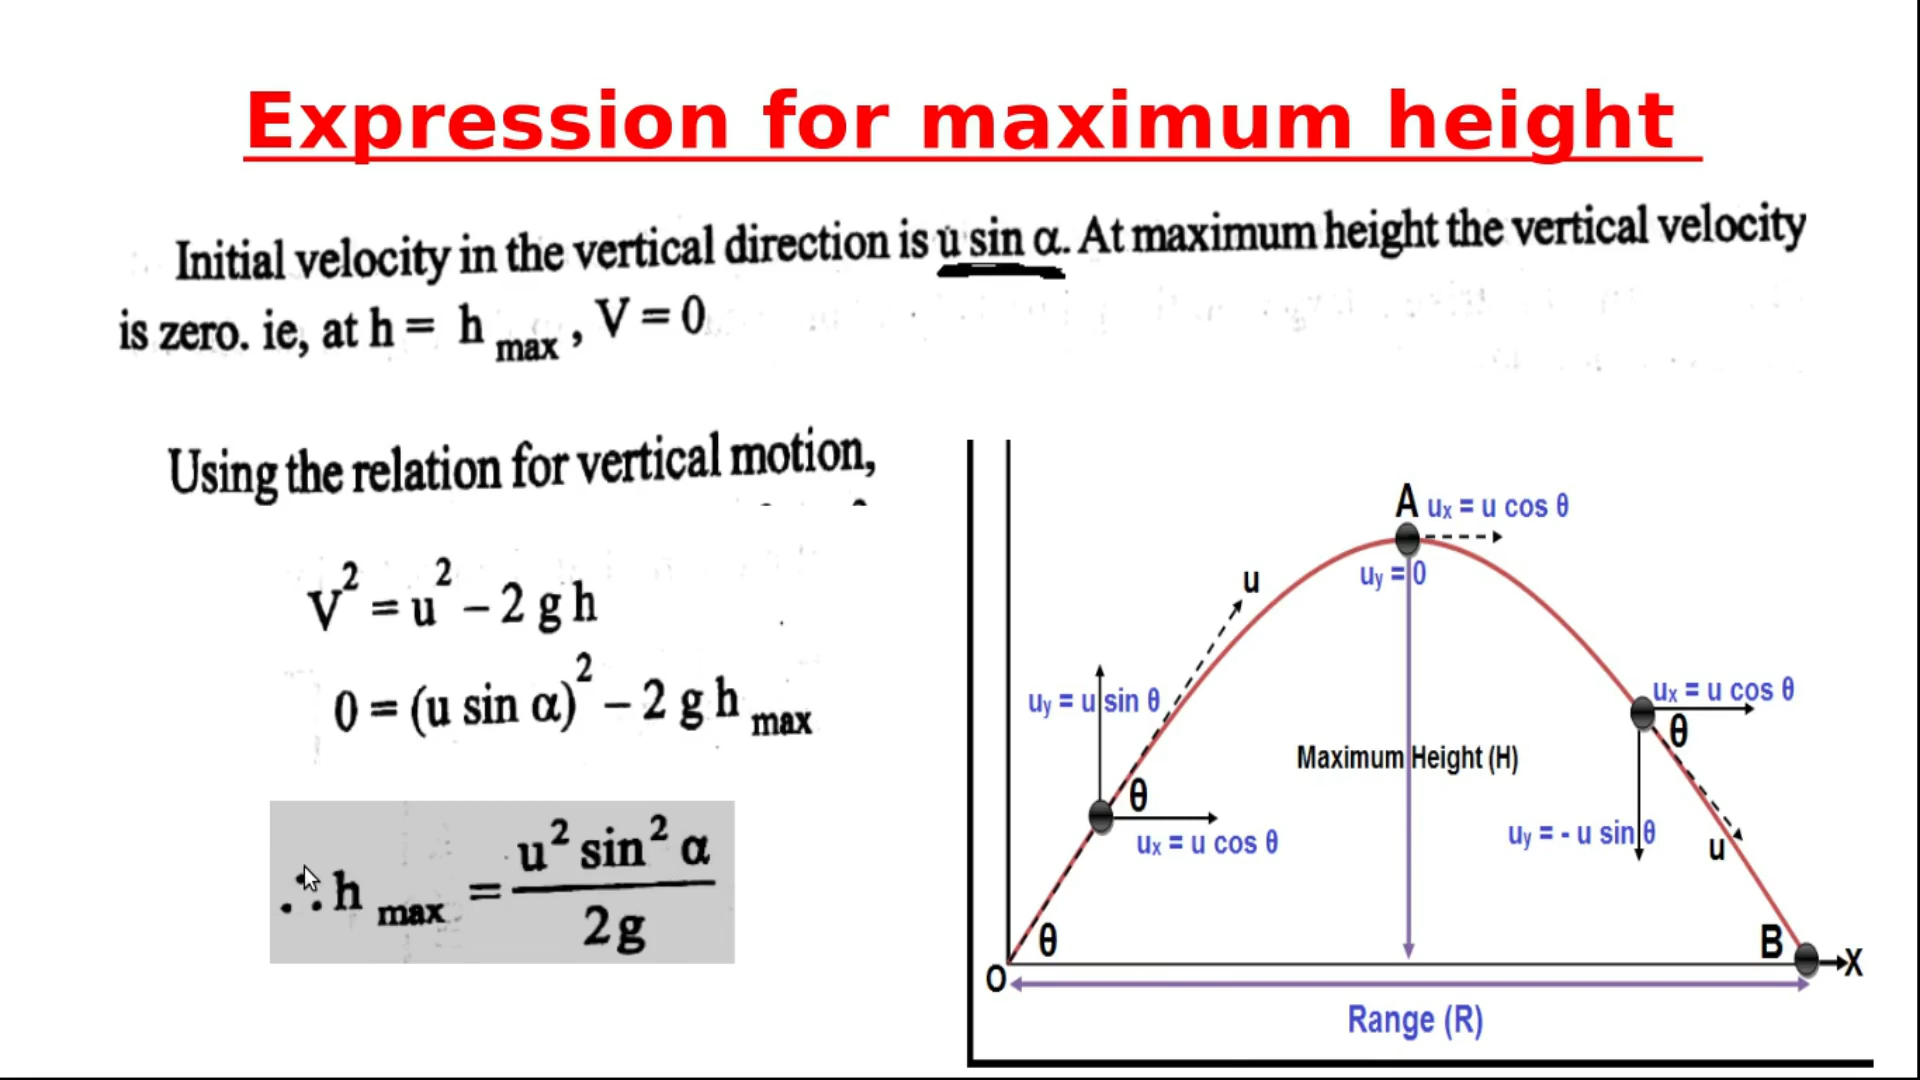 Expression for maximum height
Initial velocity in the vertical direction is u sin α. At maximum height the vertical velocity
is zero. ie, at h = h max , V = 0
Using the relation for vertical motion,
V² = u² – 2 g h
0 = (u sin α)² – 2 g h max
∴ h max = u² sin² α / 2 g
A uₓ = u cos θ
uy = 0
u
uy = u sin θ
θ
uₓ = u cos θ
Maximum Height (H)
uₓ = u cos θ
θ
uy = - u sin θ
u
θ
B
O
X
Range (R)